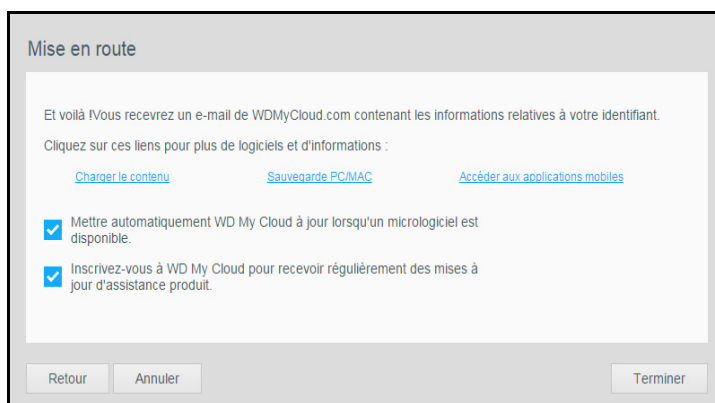 Mise en route
Et voilà !Vous recevrez un e-mail de WDMyCloud.com contenant les informations relatives à votre identifiant.
Cliquez sur ces liens pour plus de logiciels et d'informations :
Charger le contenu Sauvegarde PC/MAC Accéder aux applications mobiles
Mettre automatiquement WD My Cloud à jour lorsqu'un micrologiciel est
disponible.
Inscrivez-vous à WD My Cloud pour recevoir régulièrement des mises à
jour d'assistance produit.
Retour Annuler Terminer